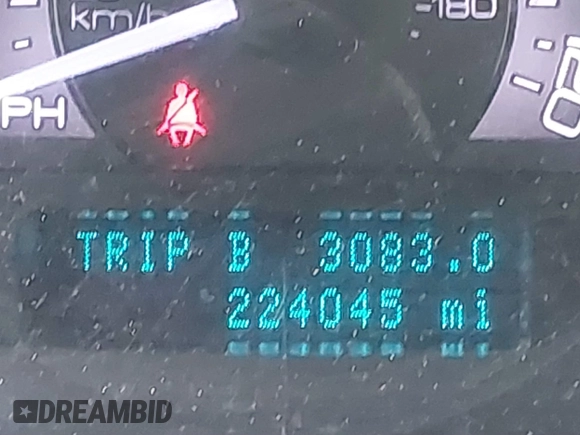 km/h
-180
PH
TRIP B 3083.0
224045 mi
DREAMBID